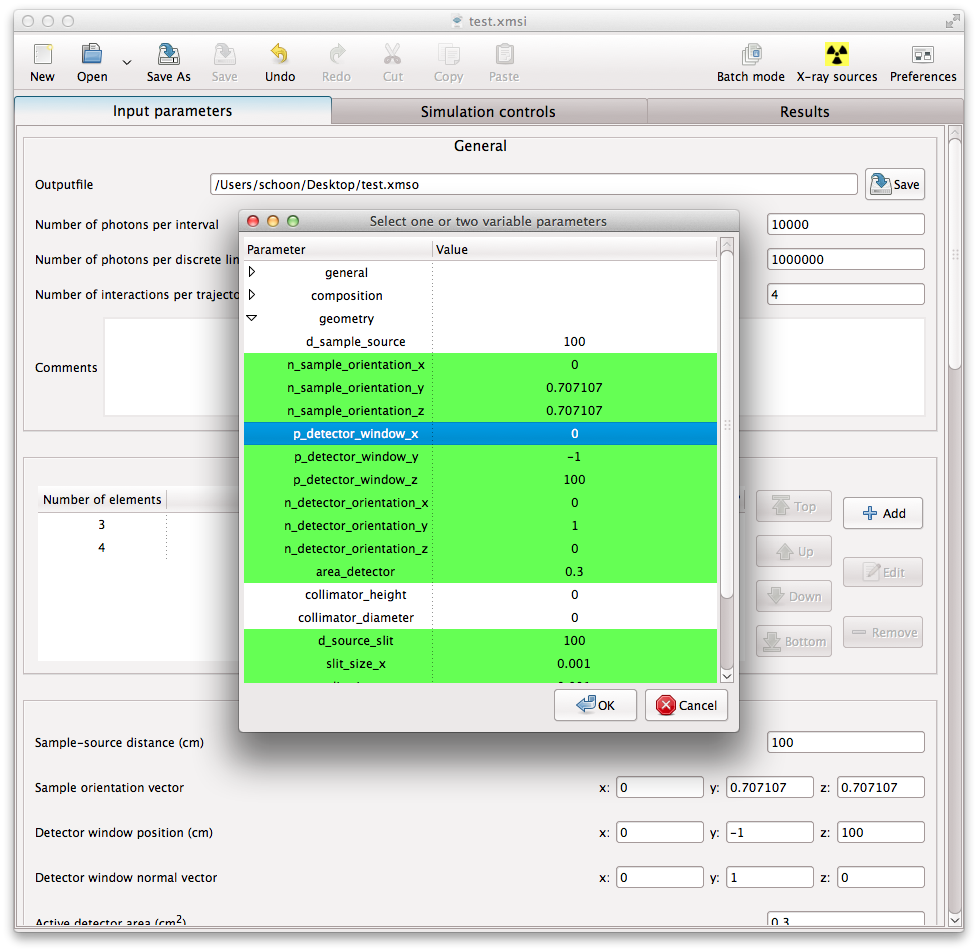 test.xmsi
New Open Save As Save Undo Redo Cut Copy Paste Batch mode X-ray sources Preferences
Input parameters Simulation controls Results
General
Outputfile /Users/schoon/Desktop/test.xmso Save
Number of photons per interval 10000
Number of photons per discrete lin 1000000
Number of interactions per trajecto 4
Comments
Select one or two variable parameters
Parameter Value
general
composition
geometry
d_sample_source 100
n_sample_orientation_x 0
n_sample_orientation_y 0.707107
n_sample_orientation_z 0.707107
p_detector_window_x 0
p_detector_window_y -1
p_detector_window_z 100
n_detector_orientation_x 0
n_detector_orientation_y 1
n_detector_orientation_z 0
area_detector 0.3
collimator_height 0
collimator_diameter 0
d_source_slit 100
slit_size_x 0.001
OK Cancel
Number of elements
3
4
Top
Up
Down
Bottom
Add
Edit
Remove
Sample-source distance (cm) 100
Sample orientation vector x: 0 y: 0.707107 z: 0.707107
Detector window position (cm) x: 0 y: -1 z: 100
Detector window normal vector x: 0 y: 1 z: 0
Active detector area (cm2) 0.3